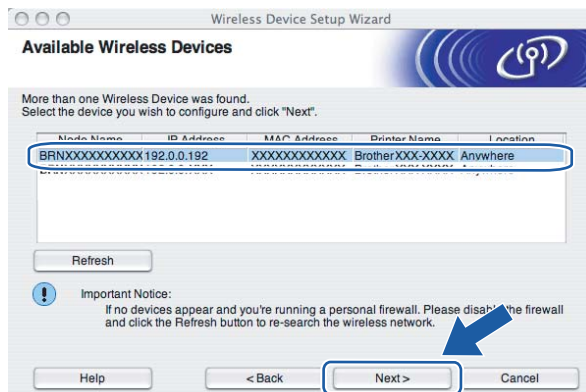 Wireless Device Setup Wizard
Available Wireless Devices
More than one Wireless Device was found.
Select the device you wish to configure and click "Next".
Node Name IP Address MAC Address Printer Name Location
BRNXXXXXXXXXX 192.0.0.192 XXXXXXXXXXXX BrotherXXX-XXXX Anywhere
Refresh
Important Notice:
If no devices appear and you're running a personal firewall. Please disable the firewall
and click the Refresh button to re-search the wireless network.
Help
< Back
Next >
Cancel